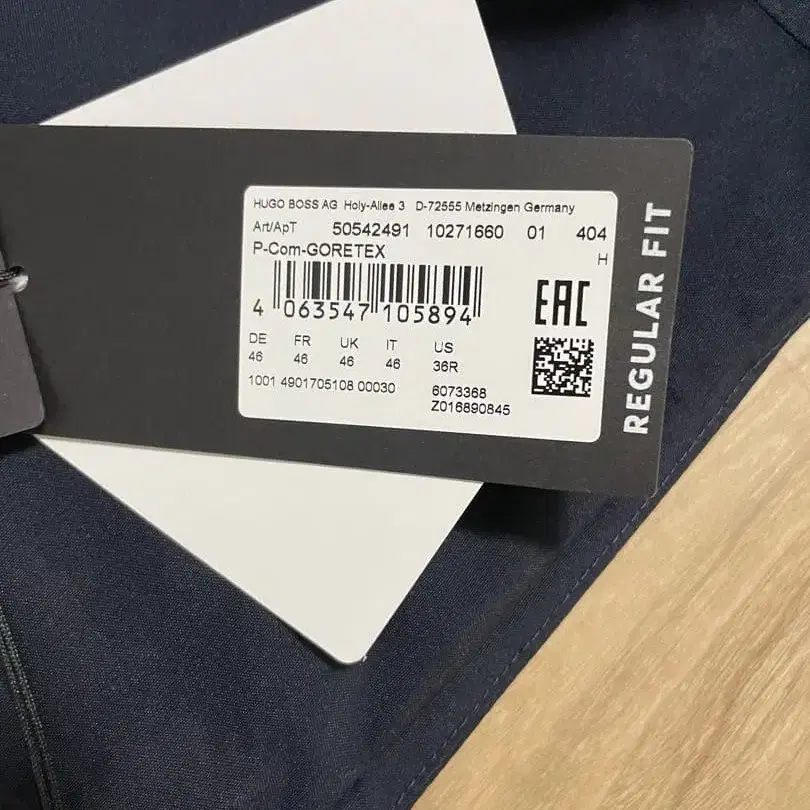 HUGO BOSS AG Holy-Allee 3 D-72555 Metzingen Germany
Art/ApT 50542491 10271660 01 404
P-Com-GORETEX H
4 063547 105894
EAC
DE FR UK IT US
46 46 46 46 36R
1001 4901705108 00030 6073368
Z016890845
REGULAR FIT